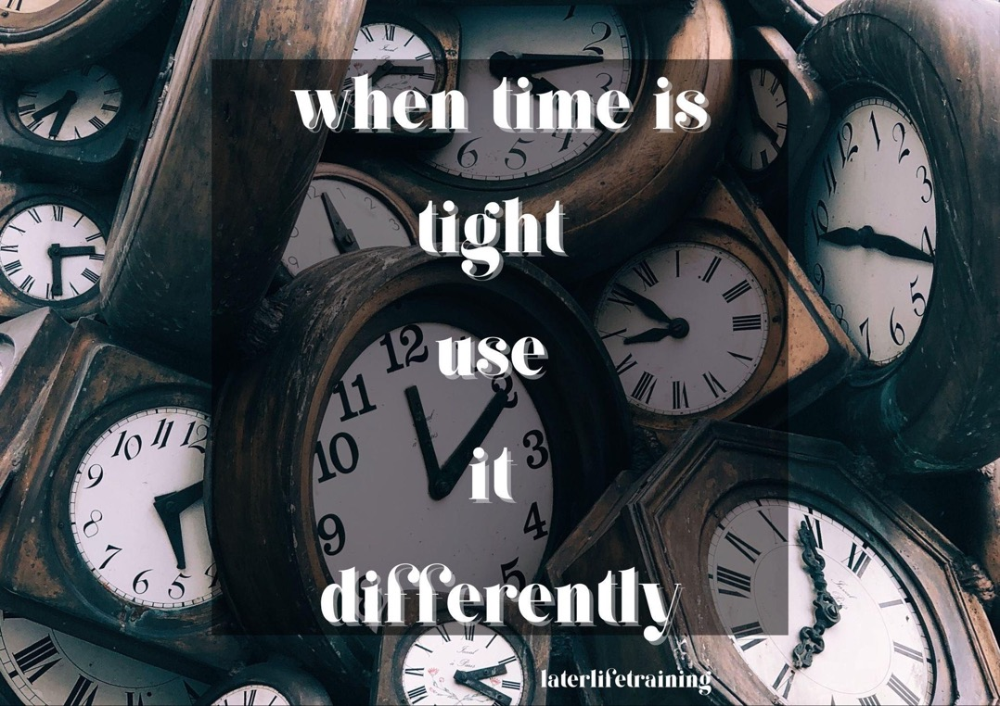 when time is
tight
use
it
differently
laterlifetraining